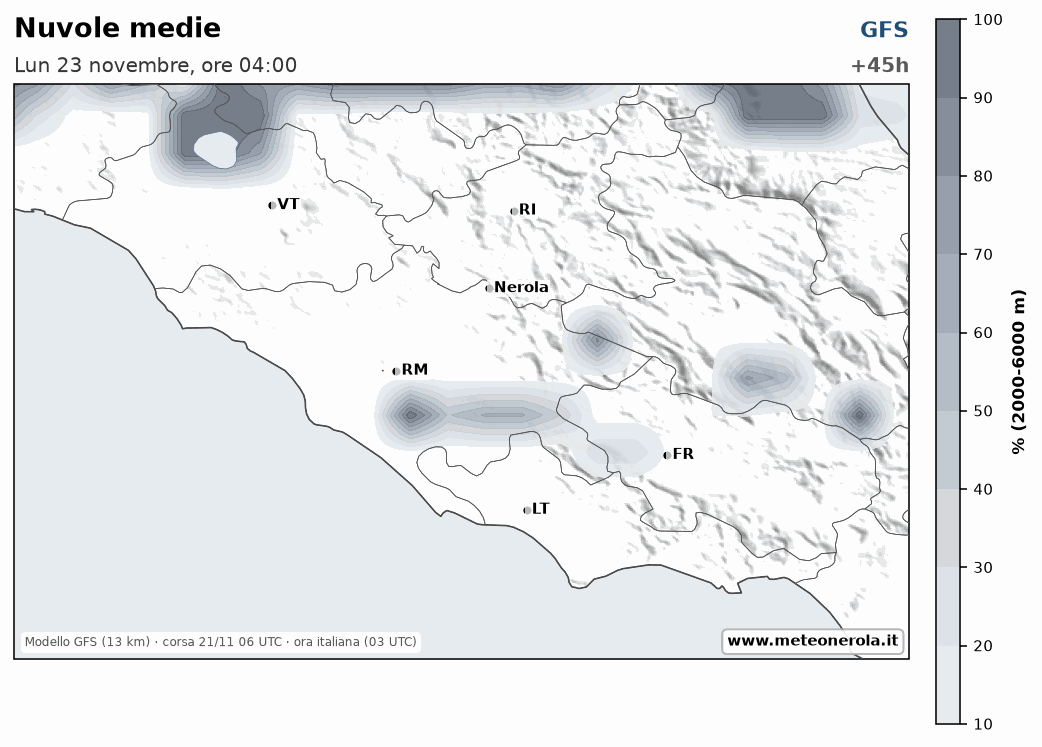 Nuvole medie
GFS
Lun 23 novembre, ore 04:00
+45h
100
90
80
70
60
50
40
30
20
10
% (2000-6000 m)
VT
RI
Nerola
RM
FR
LT
Modello GFS (13 km) · corsa 21/11 06 UTC · ora italiana (03 UTC)
www.meteonerola.it